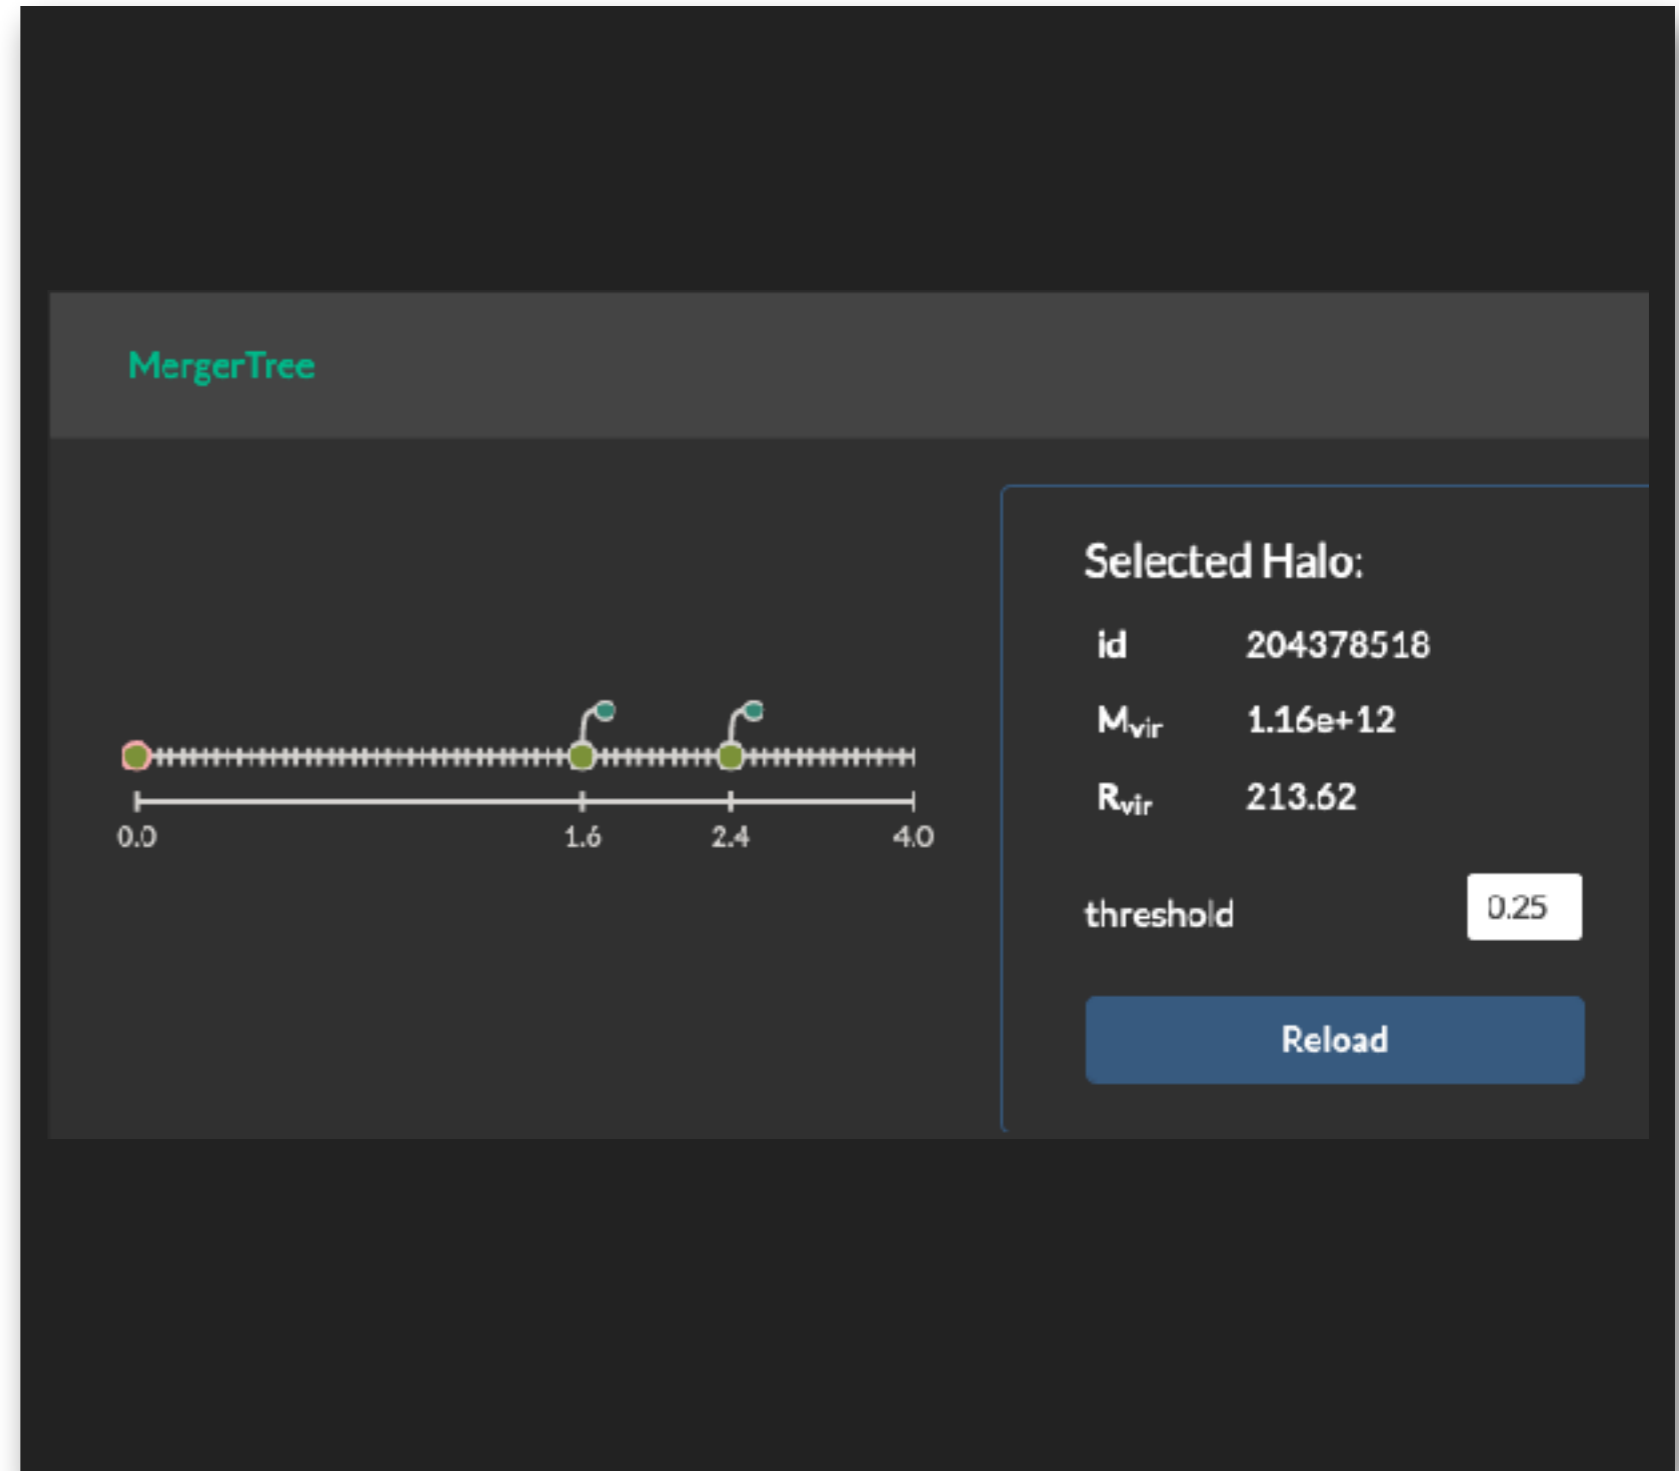 MergerTree
0.0 1.6 2.4 4.0
Selected Halo:
id 204378518
Mvir 1.16e+12
Rvir 213.62
threshold 0.25
Reload